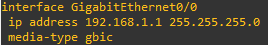 interface GigabitEthernet0/0
 ip address 192.168.1.1 255.255.255.0
 media-type gbic